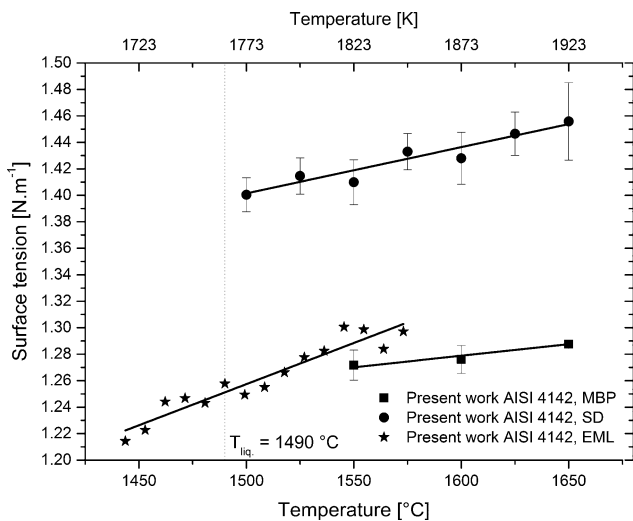 Temperature [K]
1723 1773 1823 1873 1923
1.50
1.48
1.46
1.44
1.42
1.40
1.38
1.36
1.34
1.32
1.30
1.28
1.26
1.24
1.22
1.20
Surface tension [N.m-1]
Present work AISI 4142, MBP
Present work AISI 4142, SD
Present work AISI 4142, EML
Tliq. = 1490 °C
1450 1500 1550 1600 1650
Temperature [°C]